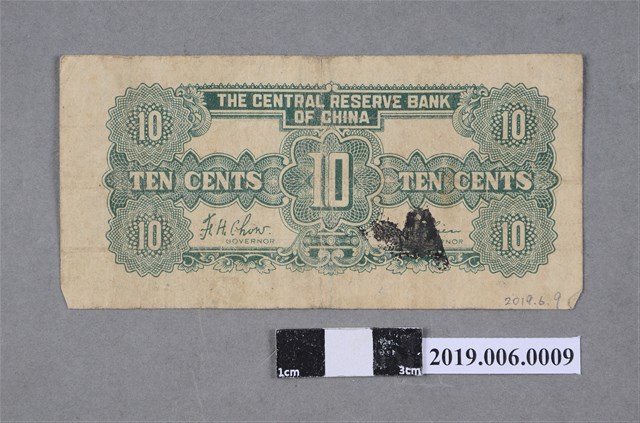 THE CENTRAL RESERVE BANK
OF CHINA
10 10
TEN CENTS 10 TEN CENTS
10 10
F. H. Chow
GOVERNOR
2019.6.9
1cm 3cm
2019.006.0009